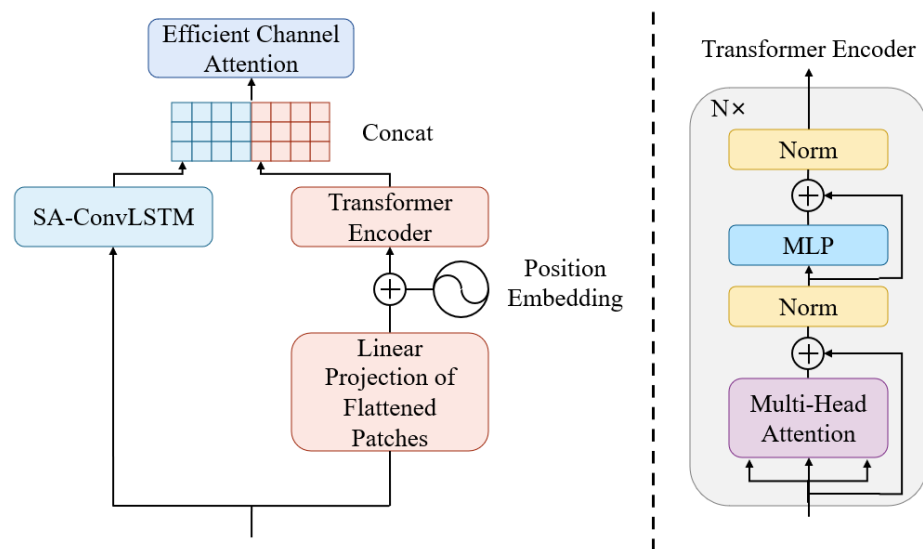 Efficient Channel
Attention
Concat
SA-ConvLSTM
Transformer
Encoder
Position
Embedding
Linear
Projection of
Flattened
Patches
Transformer Encoder
N×
Norm
MLP
Norm
Multi-Head
Attention